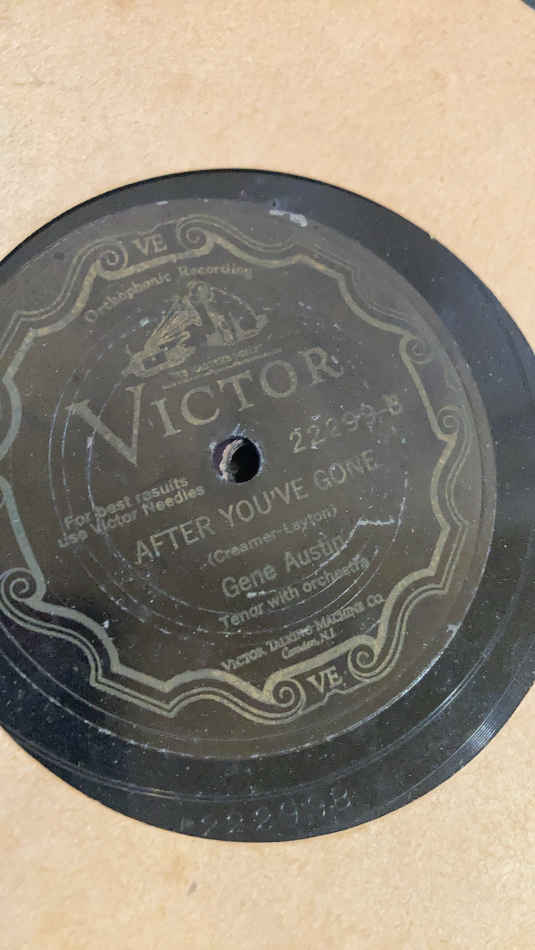 VE
Orthophonic Recording
VICTOR
22299-B
For best results
use Victor Needles
AFTER YOU'VE GONE
(Creamer-Layton)
Gene Austin
Tenor with orchestra
VICTOR TALKING MACHINE CO.
Camden, N.J.
VE